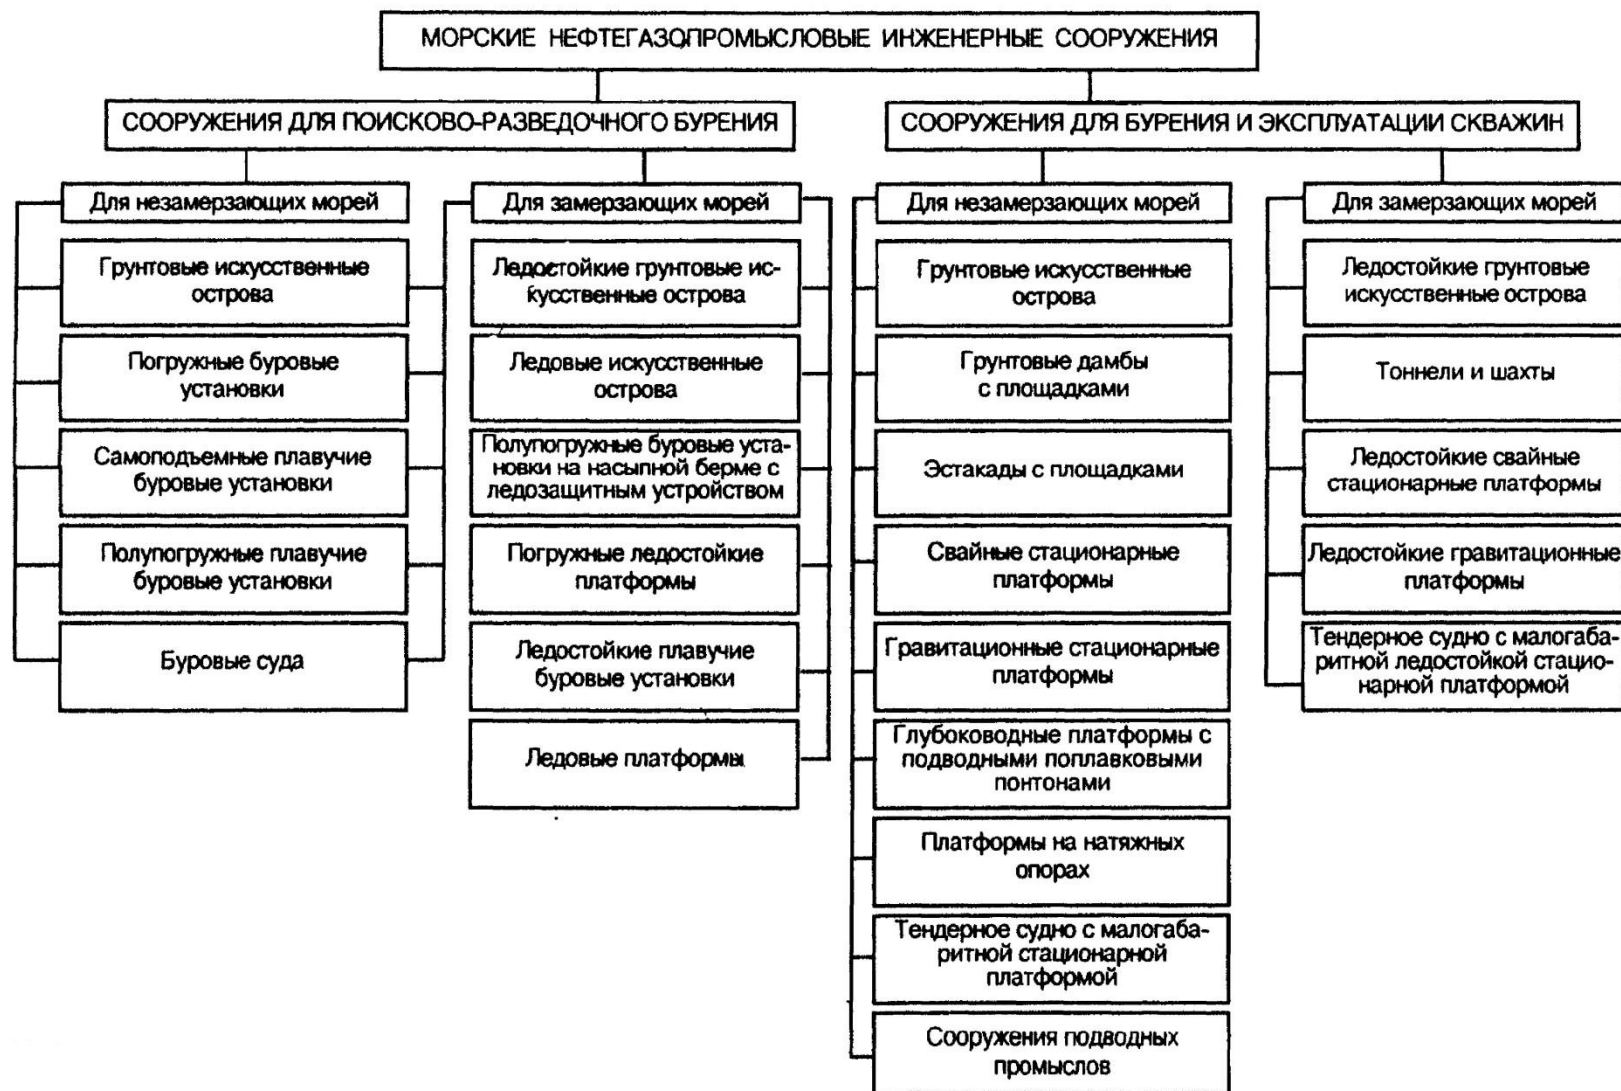 МОРСКИЕ НЕФТЕГАЗОПРОМЫСЛОВЫЕ ИНЖЕНЕРНЫЕ СООРУЖЕНИЯ
СООРУЖЕНИЯ ДЛЯ ПОИСКОВО-РАЗВЕДОЧНОГО БУРЕНИЯ
Для незамерзающих морей
Грунтовые искусственные
острова
Погружные буровые
установки
Самоподъемные плавучие
буровые установки
Полупогружные плавучие
буровые установки
Буровые суда
Для замерзающих морей
Ледостойкие грунтовые ис-
кусственные острова
Ледовые искусственные
острова
Полупогружные буровые уста-
новки на насыпной берме с
ледозащитным устройством
Погружные ледостойкие
платформы
Ледостойкие плавучие
буровые установки
Ледовые платформы
СООРУЖЕНИЯ ДЛЯ БУРЕНИЯ И ЭКСПЛУАТАЦИИ СКВАЖИН
Для незамерзающих морей
Грунтовые искусственные
острова
Грунтовые дамбы
с площадками
Эстакады с площадками
Свайные стационарные
платформы
Гравитационные стационарные
платформы
Глубоководные платформы с
подводными поплавковыми
понтонами
Платформы на натяжных
опорах
Тендерное судно с малогаба-
ритной стационарной
платформой
Сооружения подводных
промыслов
Для замерзающих морей
Ледостойкие грунтовые
искусственные острова
Тоннели и шахты
Ледостойкие свайные
стационарные платформы
Ледостойкие гравитационные
платформы
Тендерное судно с малогаба-
ритной ледостойкой стацио-
нарной платформой